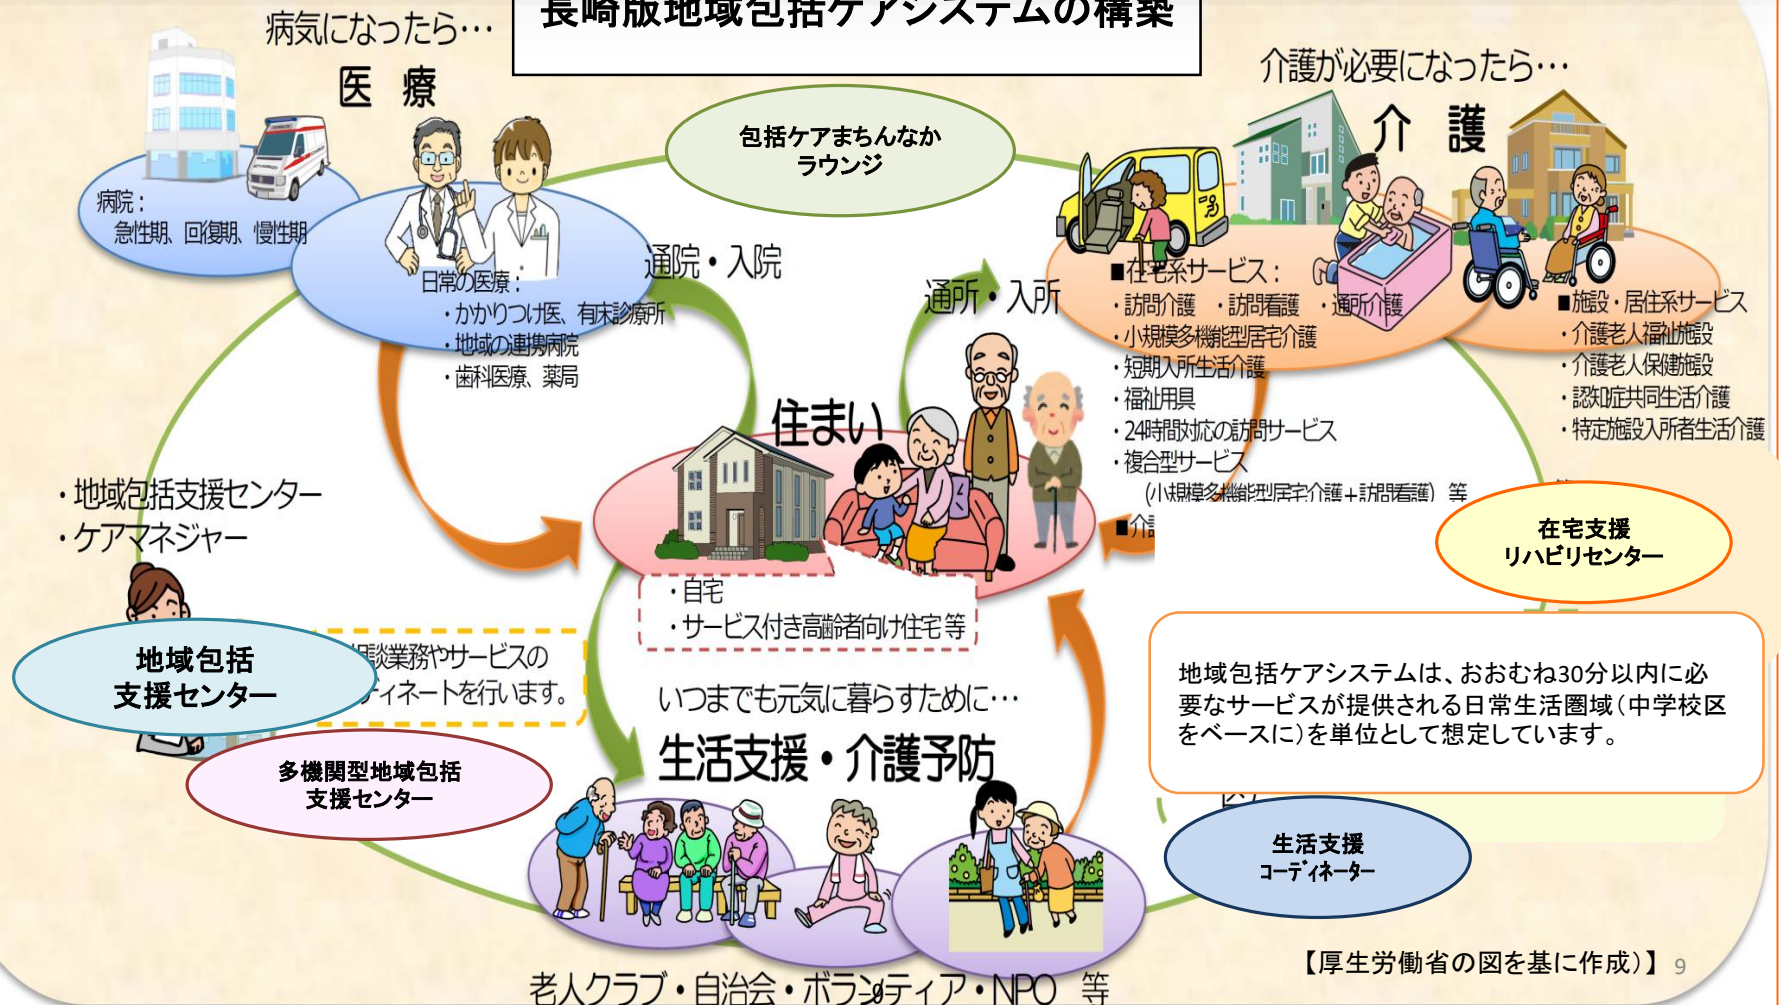 長崎版地域包括ケアシステムの構築
病気になったら…
医 療
病院：
急性期、回復期、慢性期
日常の医療：
・かかりつけ医、有床診療所
・地域の連携病院
・歯科医療、薬局
通院・入院
包括ケアまちんなか
ラウンジ
通所・入所
介護が必要になったら…
介 護
■在宅系サービス：
・訪問介護 ・訪問看護 ・通所介護
・小規模多機能型居宅介護
・短期入所生活介護
・福祉用具
・24時間対応の訪問サービス
・複合型サービス
(小規模多機能型居宅介護＋訪問看護) 等
■介
■施設・居住系サービス
・介護老人福祉施設
・介護老人保健施設
・認知症共同生活介護
・特定施設入所者生活介護
在宅支援
リハビリセンター
住まい
・自宅
・サービス付き高齢者向け住宅等
・地域包括支援センター
・ケアマネジャー
地域包括
支援センター
談業務やサービスの
ィネートを行います。
多機関型地域包括
支援センター
いつまでも元気に暮らすために…
生活支援・介護予防
地域包括ケアシステムは、おおむね30分以内に必
要なサービスが提供される日常生活圏域（中学校区
をベースに）を単位として想定しています。
生活支援
コーディネーター
老人クラブ・自治会・ボランティア・NPO 等
【厚生労働省の図を基に作成）】 9
9